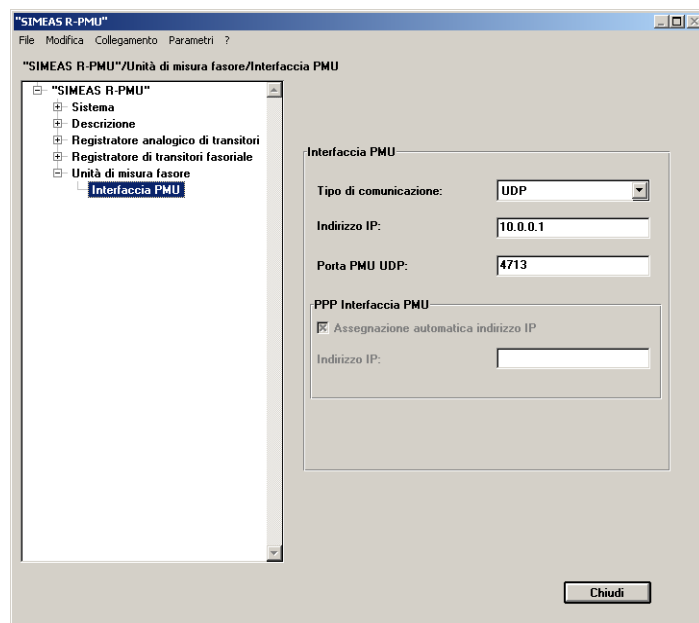 "SIMEAS R-PMU"
File Modifica Collegamento Parametri ?
"SIMEAS R-PMU"/Unità di misura fasore/Interfaccia PMU
"SIMEAS R-PMU"
Sistema
Descrizione
Registratore analogico di transitori
Registratore di transitori fasoriale
Unità di misura fasore
Interfaccia PMU
Interfaccia PMU
Tipo di comunicazione: UDP
Indirizzo IP: 10.0.0.1
Porta PMU UDP: 4713
PPP Interfaccia PMU
Assegnazione automatica indirizzo IP
Indirizzo IP:
Chiudi